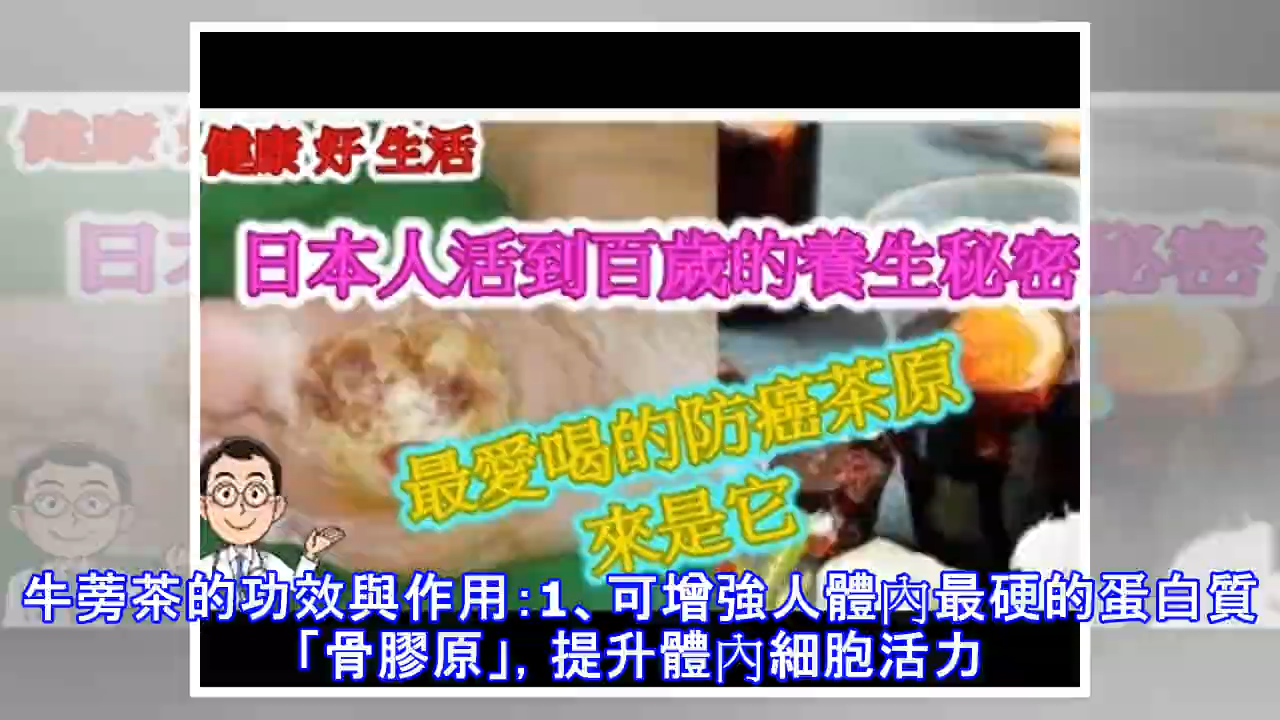 健康 好 生活
日本人活到百歲的養生秘密
最愛喝的防癌茶原
來是它
牛蒡茶的功效與作用:1、可增強人體內最硬的蛋白質
「骨膠原」, 提升體內細胞活力